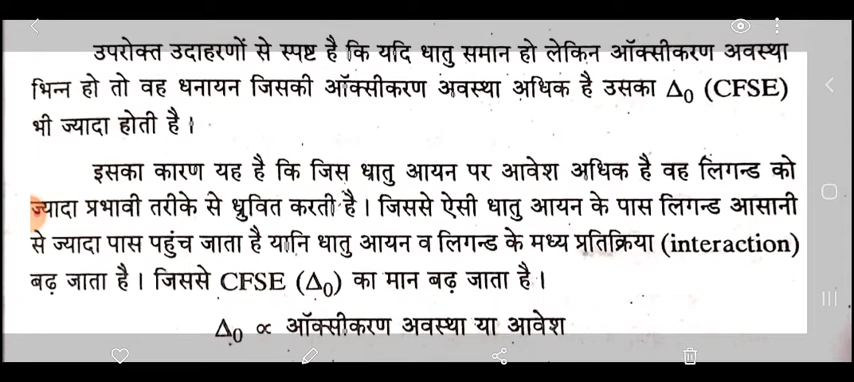 उपरोक्त उदाहरणों से स्पष्ट है कि यदि धातु समान हो लेकिन ऑक्सीकरण अवस्था
भिन्न हो तो वह धनायन जिसकी ऑक्सीकरण अवस्था अधिक है उसका Δ₀ (CFSE)
भी ज्यादा होती है।
इसका कारण यह है कि जिस धातु आयन पर आवेश अधिक है वह लिगन्ड को
ज्यादा प्रभावी तरीके से ध्रुवित करती है। जिससे ऐसी धातु आयन के पास लिगन्ड आसानी
से ज्यादा पास पहुंच जाता है यानि धातु आयन व लिगन्ड के मध्य प्रतिक्रिया (interaction)
बढ़ जाता है। जिससे CFSE (Δ₀) का मान बढ़ जाता है।
Δ₀ ∝ ऑक्सीकरण अवस्था या आवेश